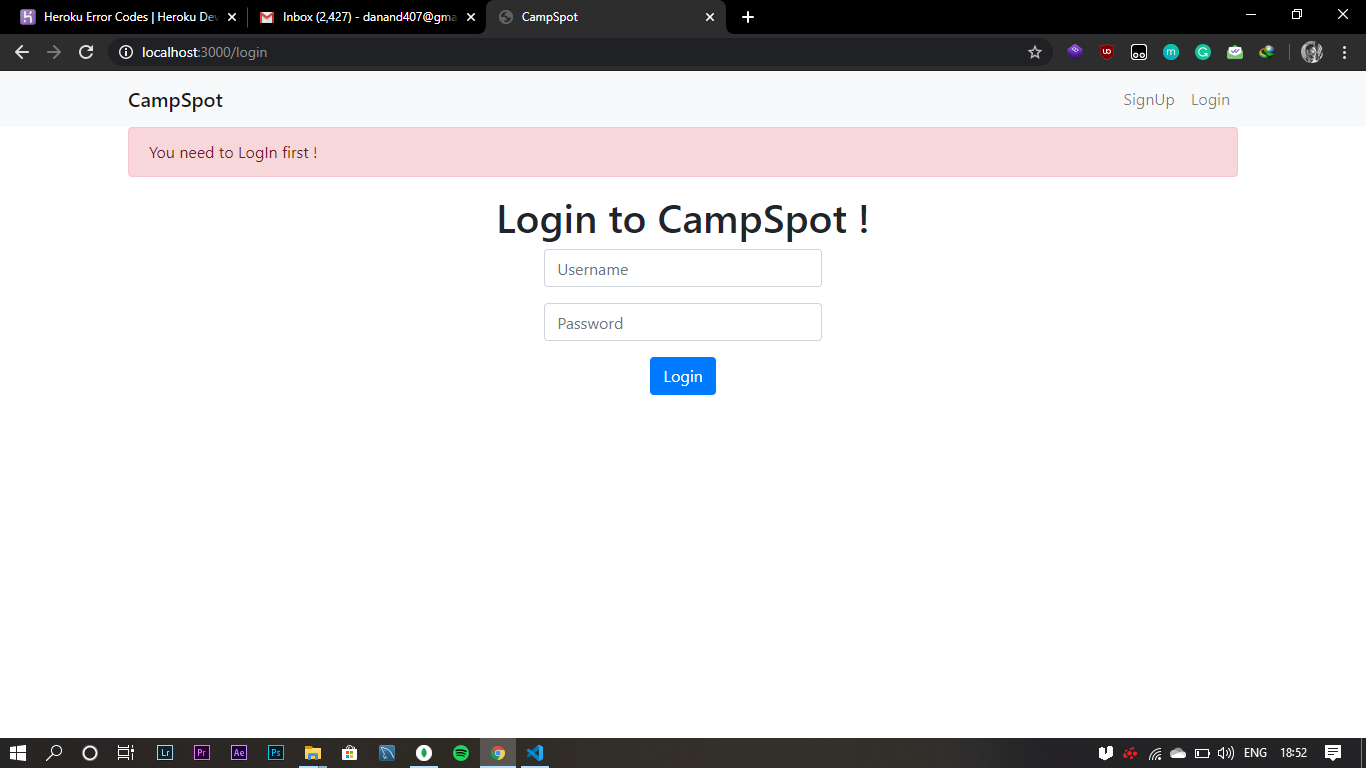 Heroku Error Codes | Heroku Dev
Inbox (2,427) - danand407@gma
CampSpot
localhost:3000/login
CampSpot
SignUp
Login
You need to LogIn first !
Login to CampSpot !
Username
Password
Login
Lr
Pr
Ae
Ps
ENG
18:52